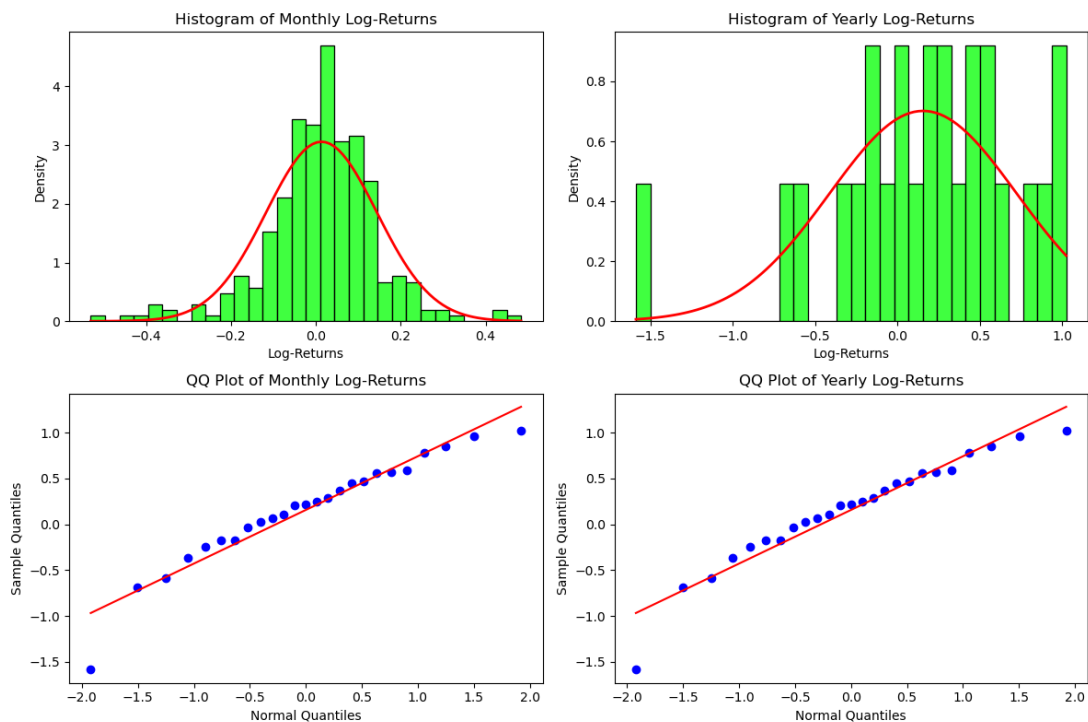 Histogram of Monthly Log-Returns
Density
4
3
2
1
0
−0.4 −0.2 0.0 0.2 0.4
Log-Returns
Histogram of Yearly Log-Returns
Density
0.8
0.6
0.4
0.2
0.0
−1.5 −1.0 −0.5 0.0 0.5 1.0
Log-Returns
QQ Plot of Monthly Log-Returns
Sample Quantiles
1.0
0.5
0.0
−0.5
−1.0
−1.5
−2.0 −1.5 −1.0 −0.5 0.0 0.5 1.0 1.5 2.0
Normal Quantiles
QQ Plot of Yearly Log-Returns
Sample Quantiles
1.0
0.5
0.0
−0.5
−1.0
−1.5
−2.0 −1.5 −1.0 −0.5 0.0 0.5 1.0 1.5 2.0
Normal Quantiles